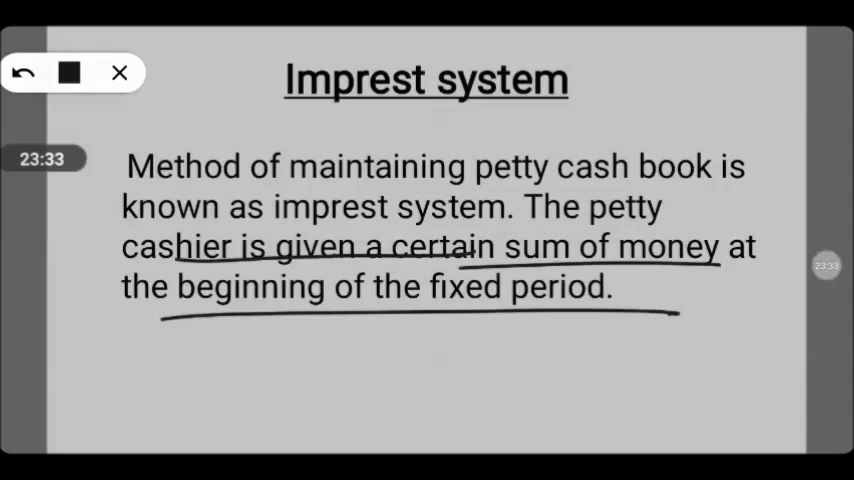 Imprest system
23:33
Method of maintaining petty cash book is
known as imprest system. The petty
cashier is given a certain sum of money at
the beginning of the fixed period.
23:33